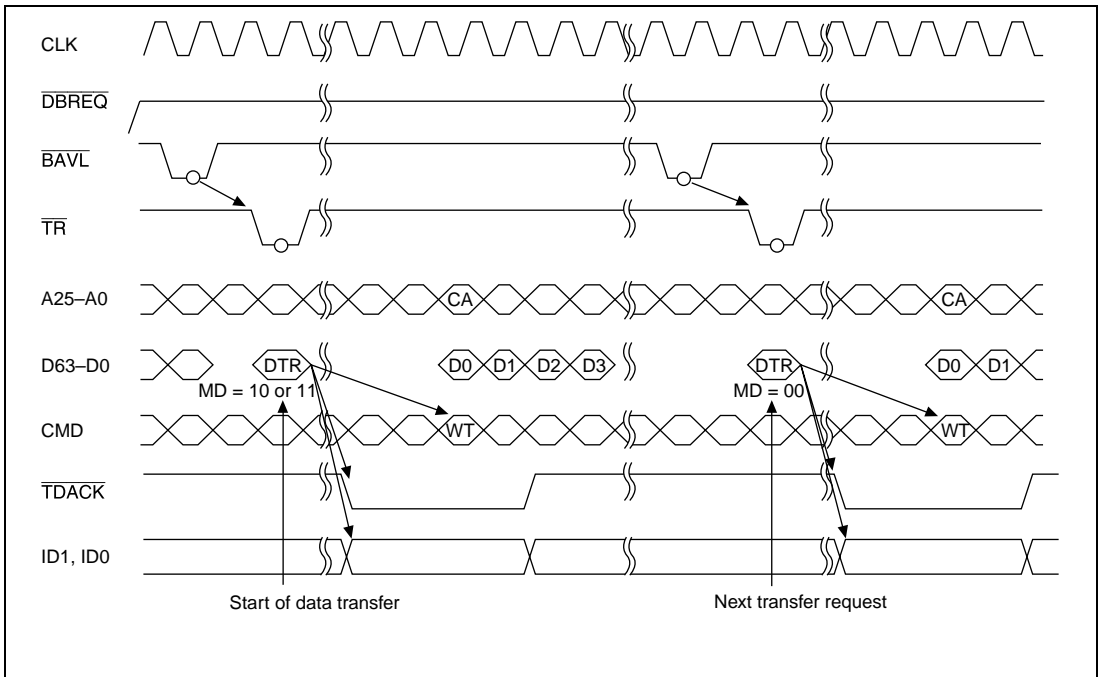 CLK
DBREQ
BAVL
TR
A25–A0 CA CA
D63–D0 DTR D0 D1 D2 D3 DTR D0 D1
MD = 10 or 11 MD = 00
CMD WT WT
TDACK
ID1, ID0
Start of data transfer Next transfer request